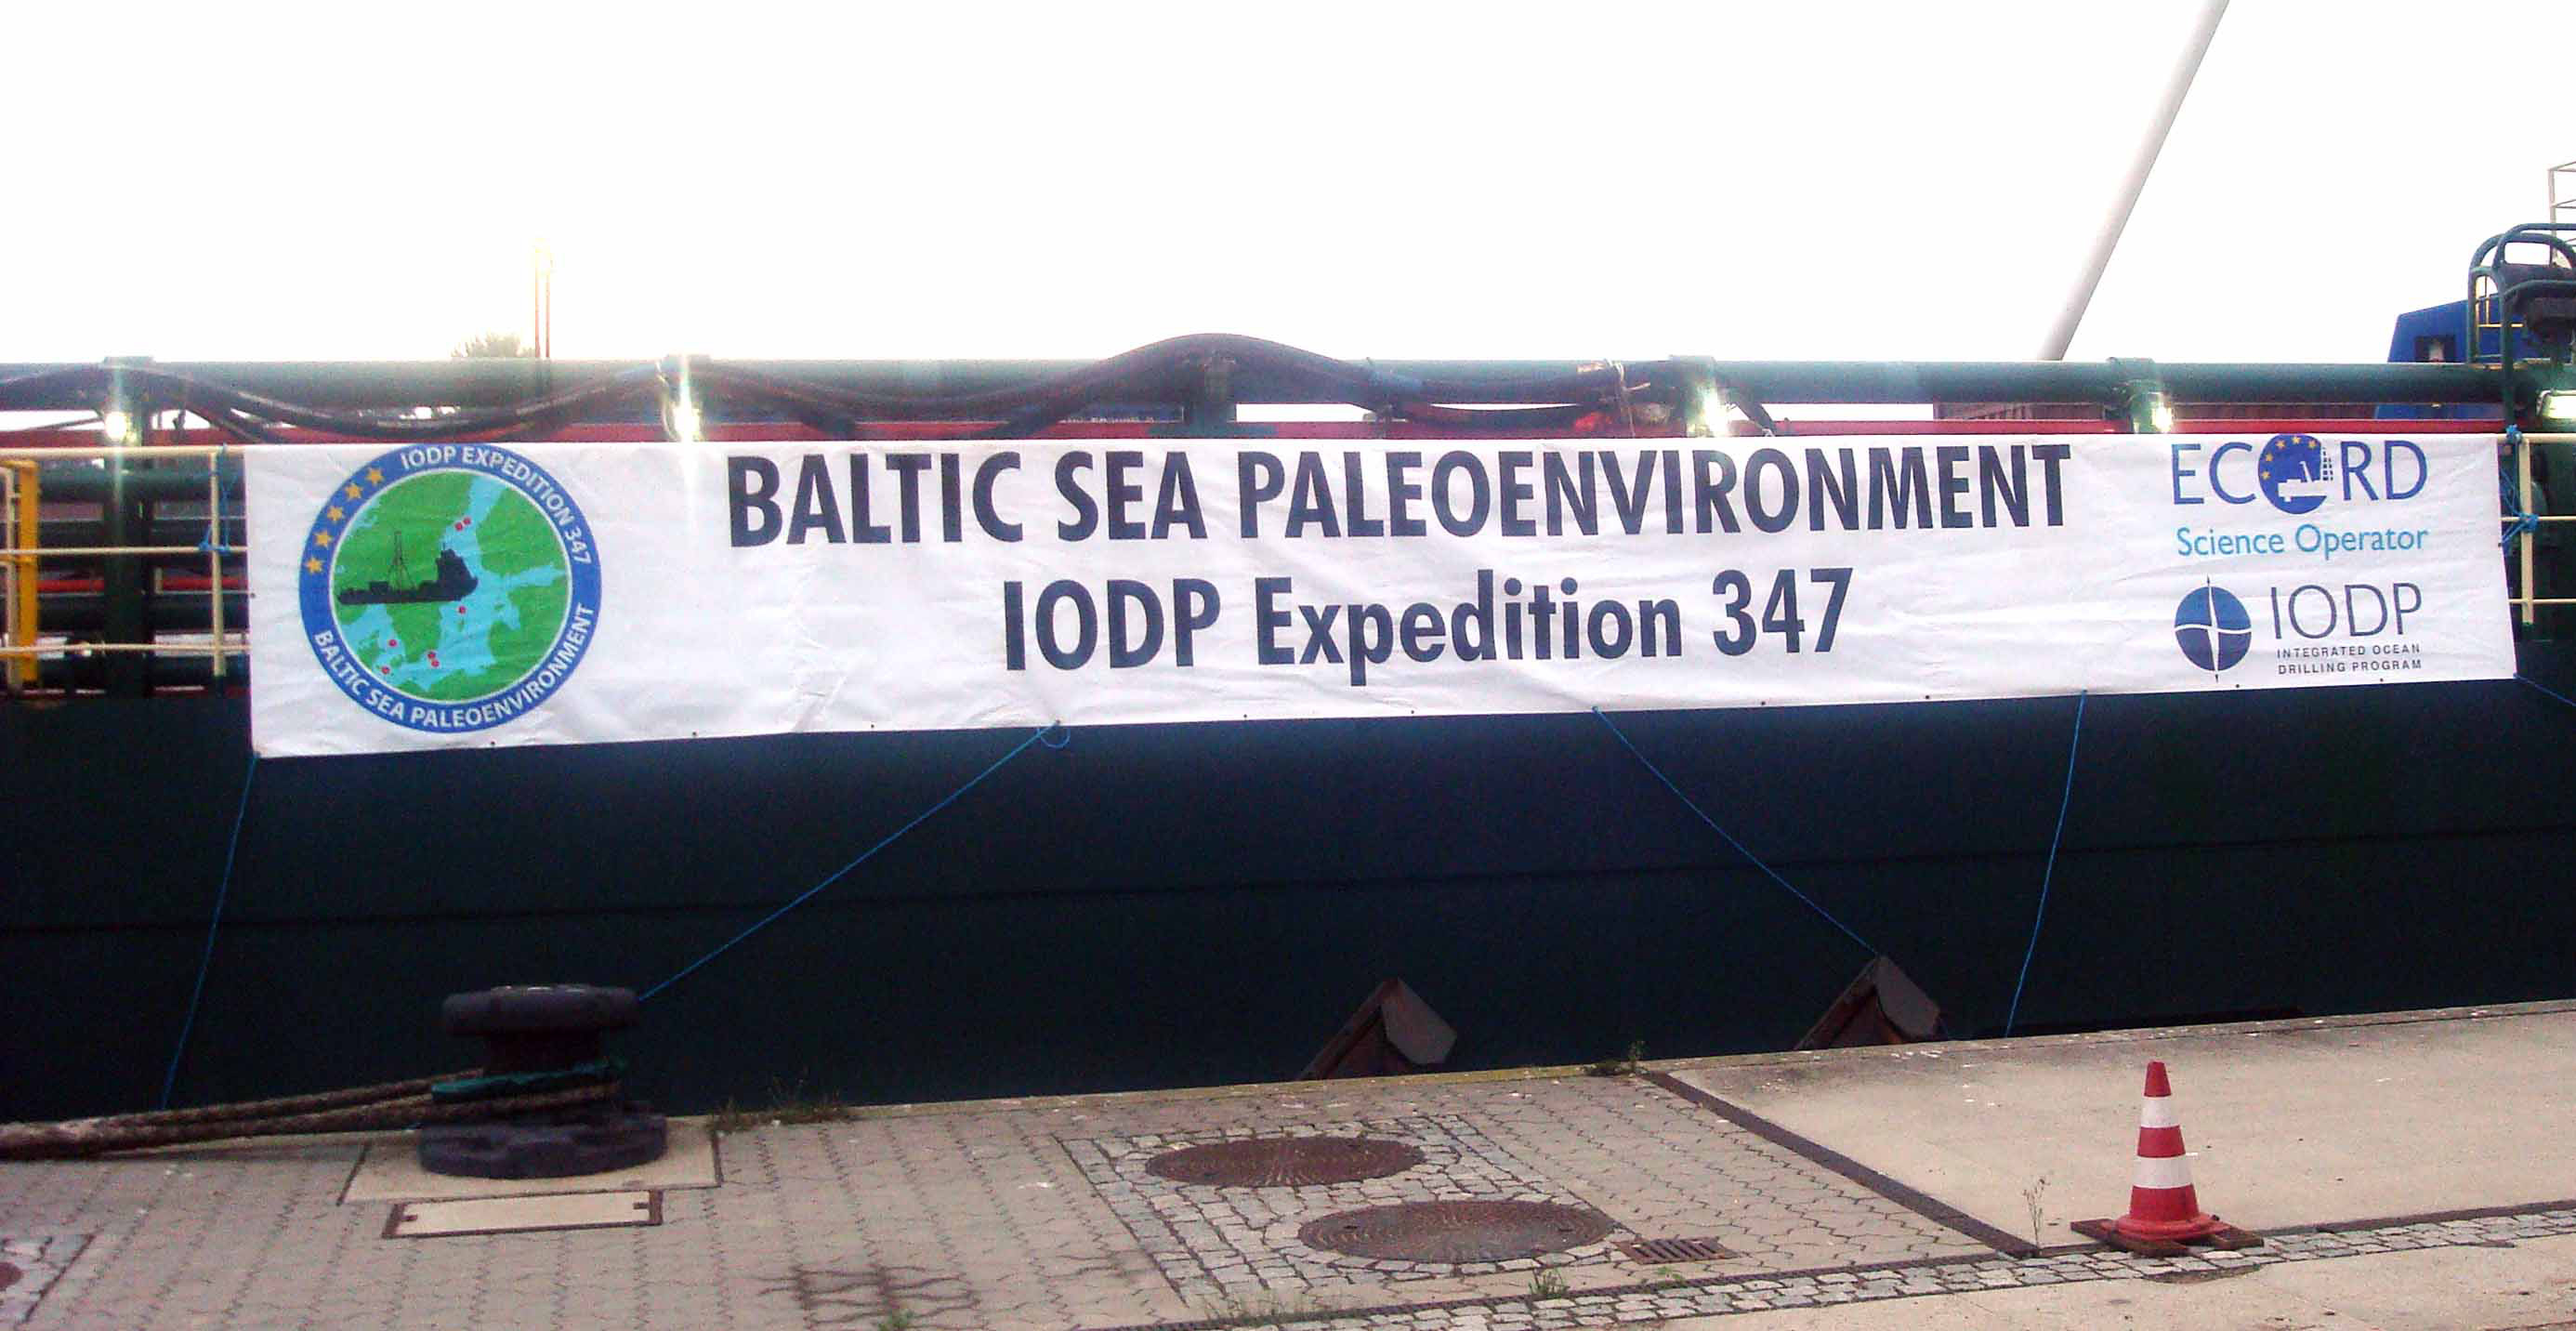 IODP EXPEDITION 347
BALTIC SEA PALEOENVIRONMENT
BALTIC SEA PALEOENVIRONMENT
IODP Expedition 347
ECORD
Science Operator
IODP
INTEGRATED OCEAN
DRILLING PROGRAM